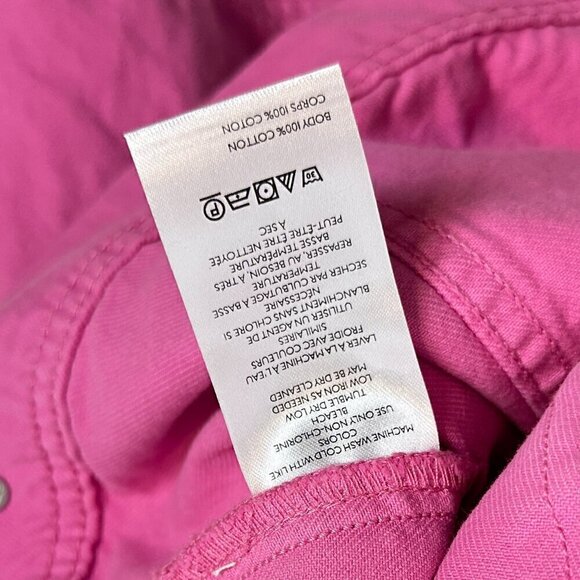 MACHINE WASH COLD WITH LIKE
COLORS
USE ONLY NON-CHLORINE
BLEACH
TUMBLE DRY LOW
LOW IRON AS NEEDED
MAY BE DRY CLEANED
LAVER À LA MACHINE À L'EAU
FROIDE AVEC COULEURS
SIMILAIRES
UTILISER UN AGENT DE
BLANCHIMENT SANS CHLORE SI
NÉCESSAIRE
SÉCHER PAR CULBUTAGE À BASSE
TEMPÉRATURE
REPASSER, AU BESOIN, À TRÈS
BASSE TEMPÉRATURE
PEUT-ÊTRE ÊTRE NETTOYÉE
À SEC
30 P
BODY 100% COTTON
CORPS 100% COTON